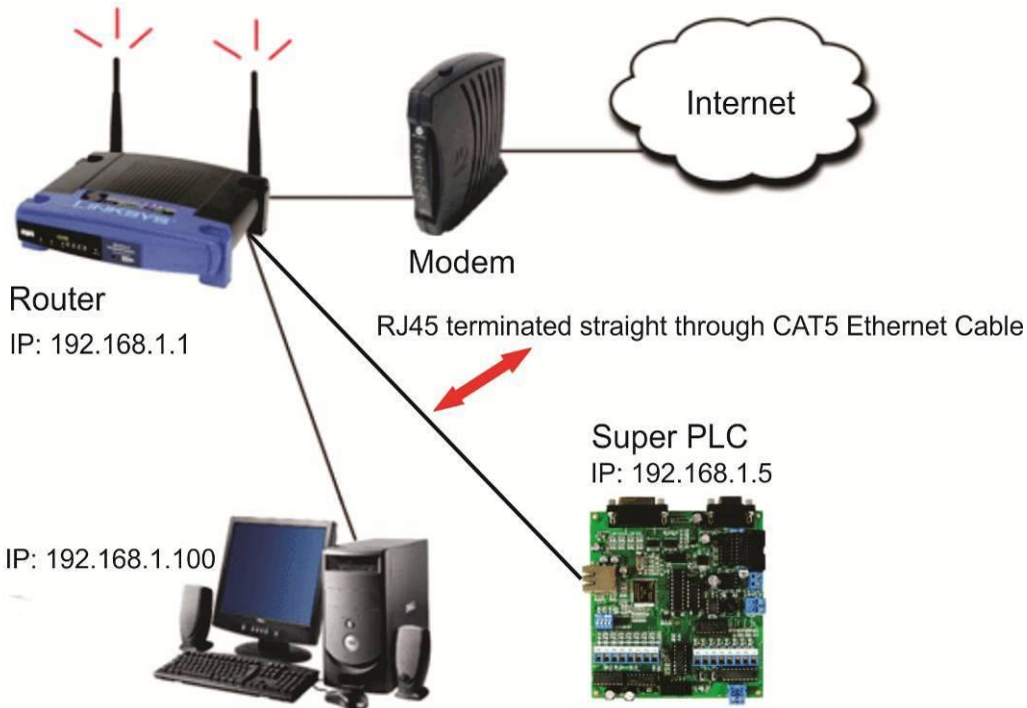 Internet
LINKSYS
Modem
Router
IP: 192.168.1.1
RJ45 terminated straight through CAT5 Ethernet Cable
Super PLC
IP: 192.168.1.5
IP: 192.168.1.100